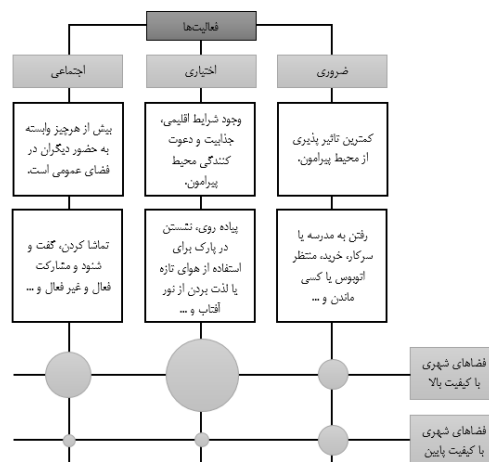 فعالیت‌ها
ضروری
اختیاری
اجتماعی
کمترین تاثیر پذیری
از محیط پیرامون.
وجود شرایط اقلیمی،
جذابیت و دعوت
کنندگی محیط
پیرامون.
بیش از هرچیز وابسته
به حضور دیگران در
فضای عمومی است.
رفتن به مدرسه یا
سرکار، خرید، منتظر
اتوبوس یا کسی
ماندن و ...
پیاده روی، نشستن
در پارک برای
استفاده از هوای تازه
یا لذت بردن از نور
آفتاب و ...
تماشا کردن، گفت و
شنود و مشارکت
فعال و غیر فعال و ...
فضاهای شهری
با کیفیت بالا
فضاهای شهری
با کیفیت پایین